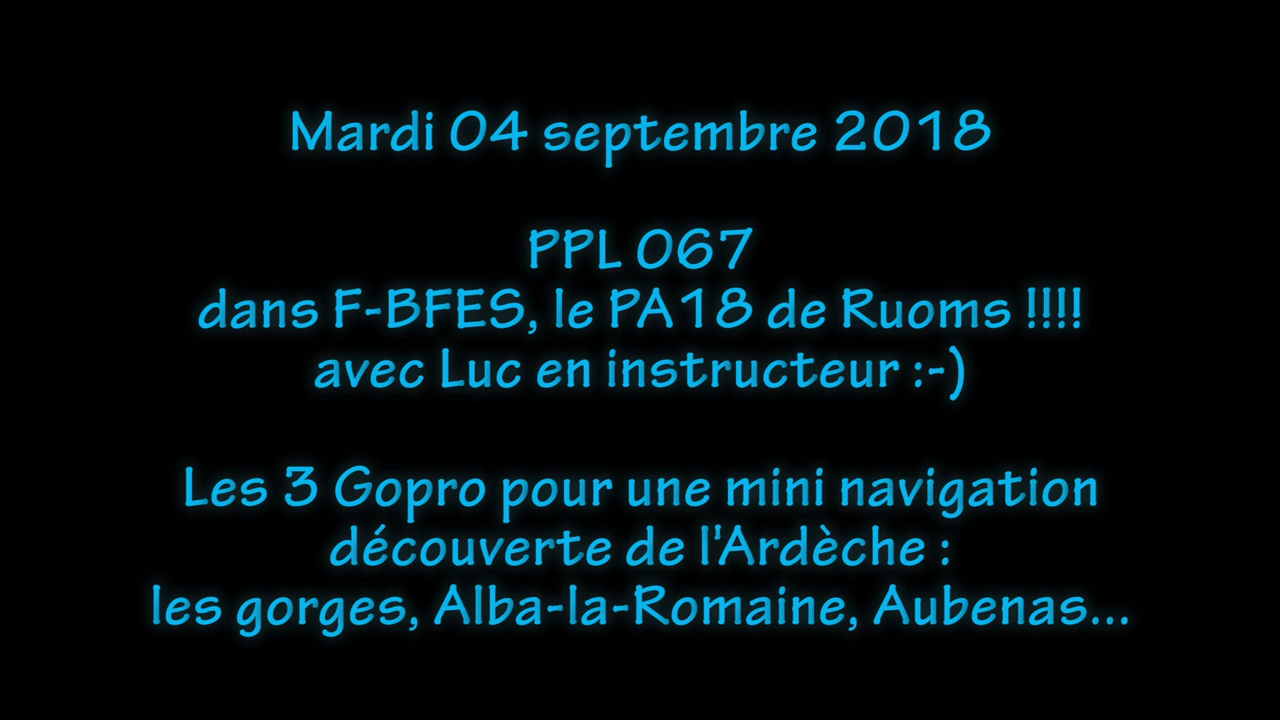 Mardi 04 septembre 2018
PPL 067
dans F-BFES, le PA18 de Ruoms !!!!
avec Luc en instructeur :-)
Les 3 Gopro pour une mini navigation
découverte de l'Ardèche :
les gorges, Alba-la-Romaine, Aubenas...